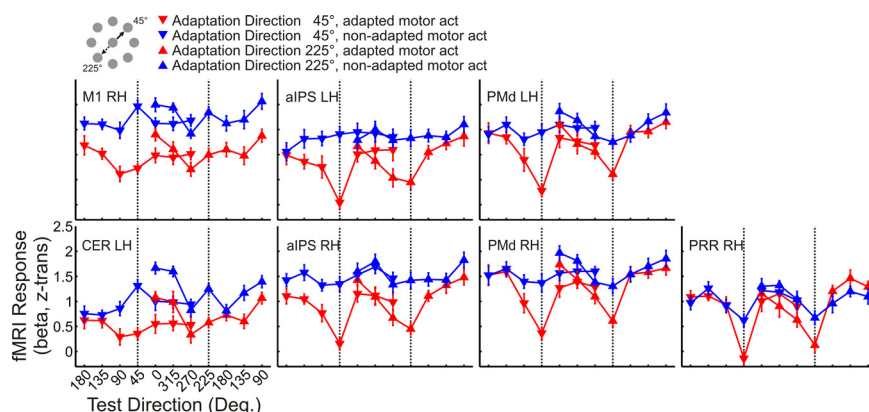 45°
225°
Adaptation Direction 45°, adapted motor act
Adaptation Direction 45°, non-adapted motor act
Adaptation Direction 225°, adapted motor act
Adaptation Direction 225°, non-adapted motor act
M1 RH
aIPS LH
PMd LH
CER LH
aIPS RH
PMd RH
PRR RH
fMRI Response
(beta, z-trans)
2.5
2
1.5
1
0.5
0
180 135 90 45 0 315 270 225 180 135 90
Test Direction (Deg.)